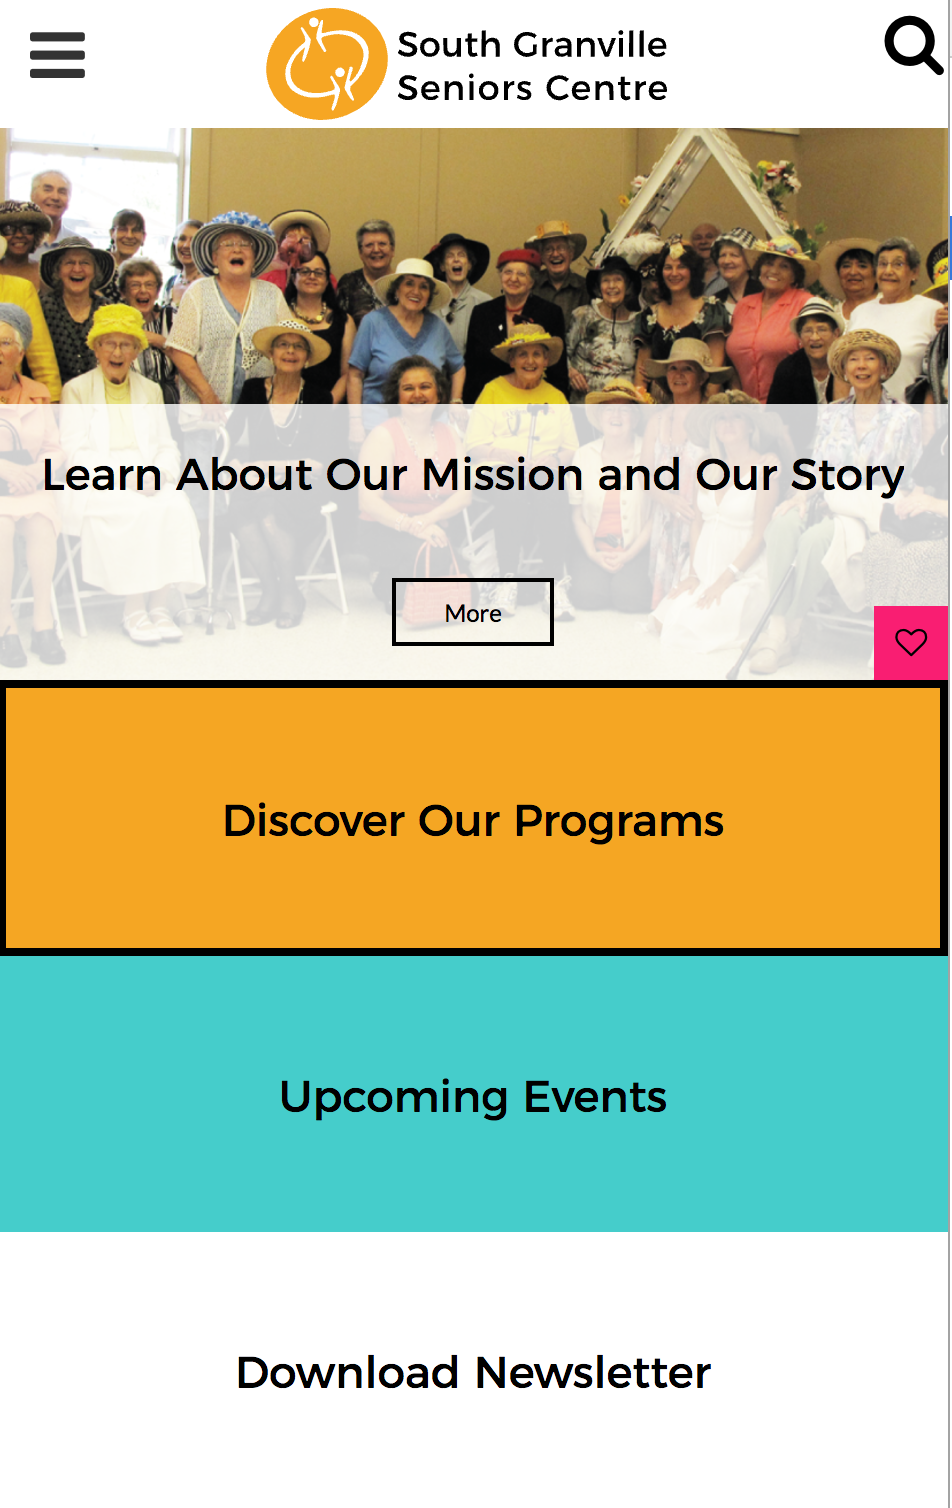 South Granville
Seniors Centre
Learn About Our Mission and Our Story
More
Discover Our Programs
Upcoming Events
Download Newsletter